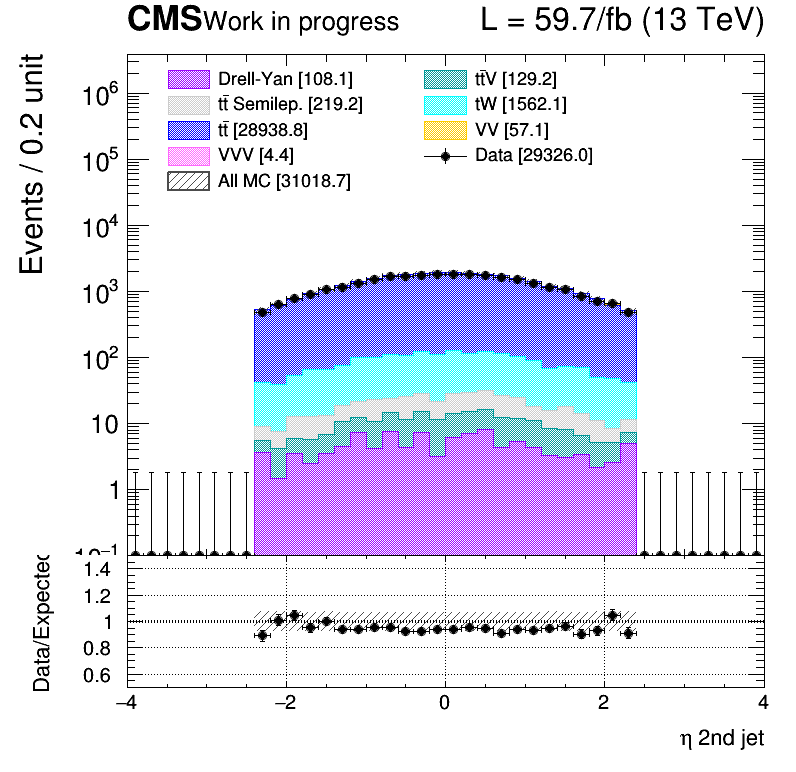 CMS Work in progress L = 59.7/fb (13 TeV)
Events / 0.2 unit
Drell-Yan [108.1] tt̄V [129.2]
tt̄ Semilep. [219.2] tW [1562.1]
tt̄ [28938.8] VV [57.1]
VVV [4.4] Data [29326.0]
All MC [31018.7]
10⁶
10⁵
10⁴
10³
10²
10
1
10⁻¹
Data/Expected
1.4
1.2
1
0.8
0.6
−4 −2 0 2 4
η 2nd jet